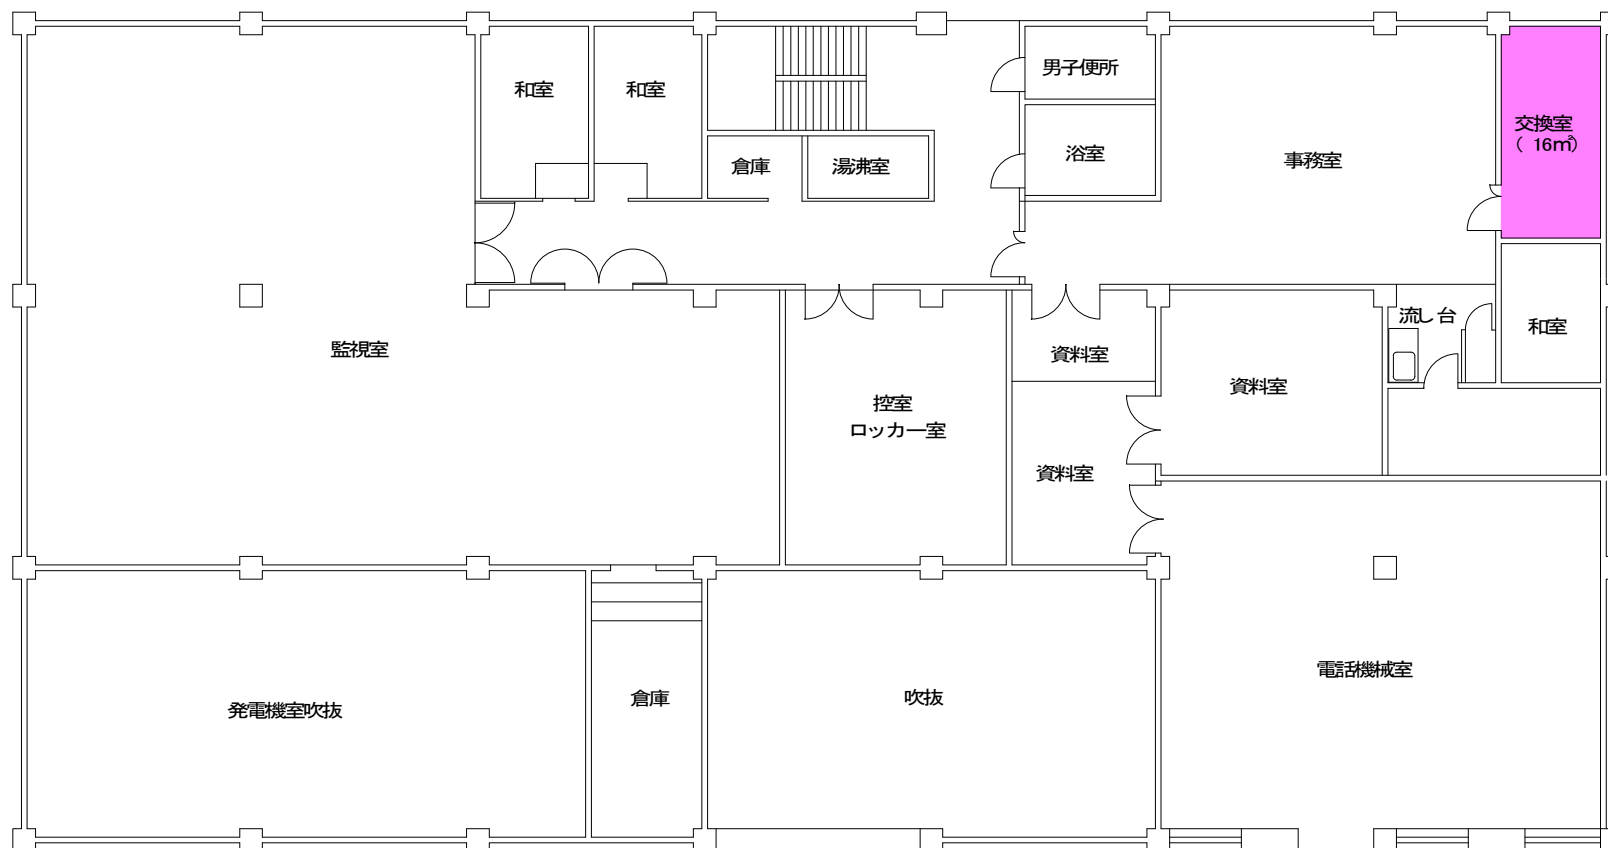 和室
和室
男子便所
交換室
（ 16㎡）
倉庫
湯沸室
浴室
事務室
監視室
流し台
和室
資料室
資料室
控室
ロッカー室
資料室
発電機室吹抜
倉庫
吹抜
電話機械室